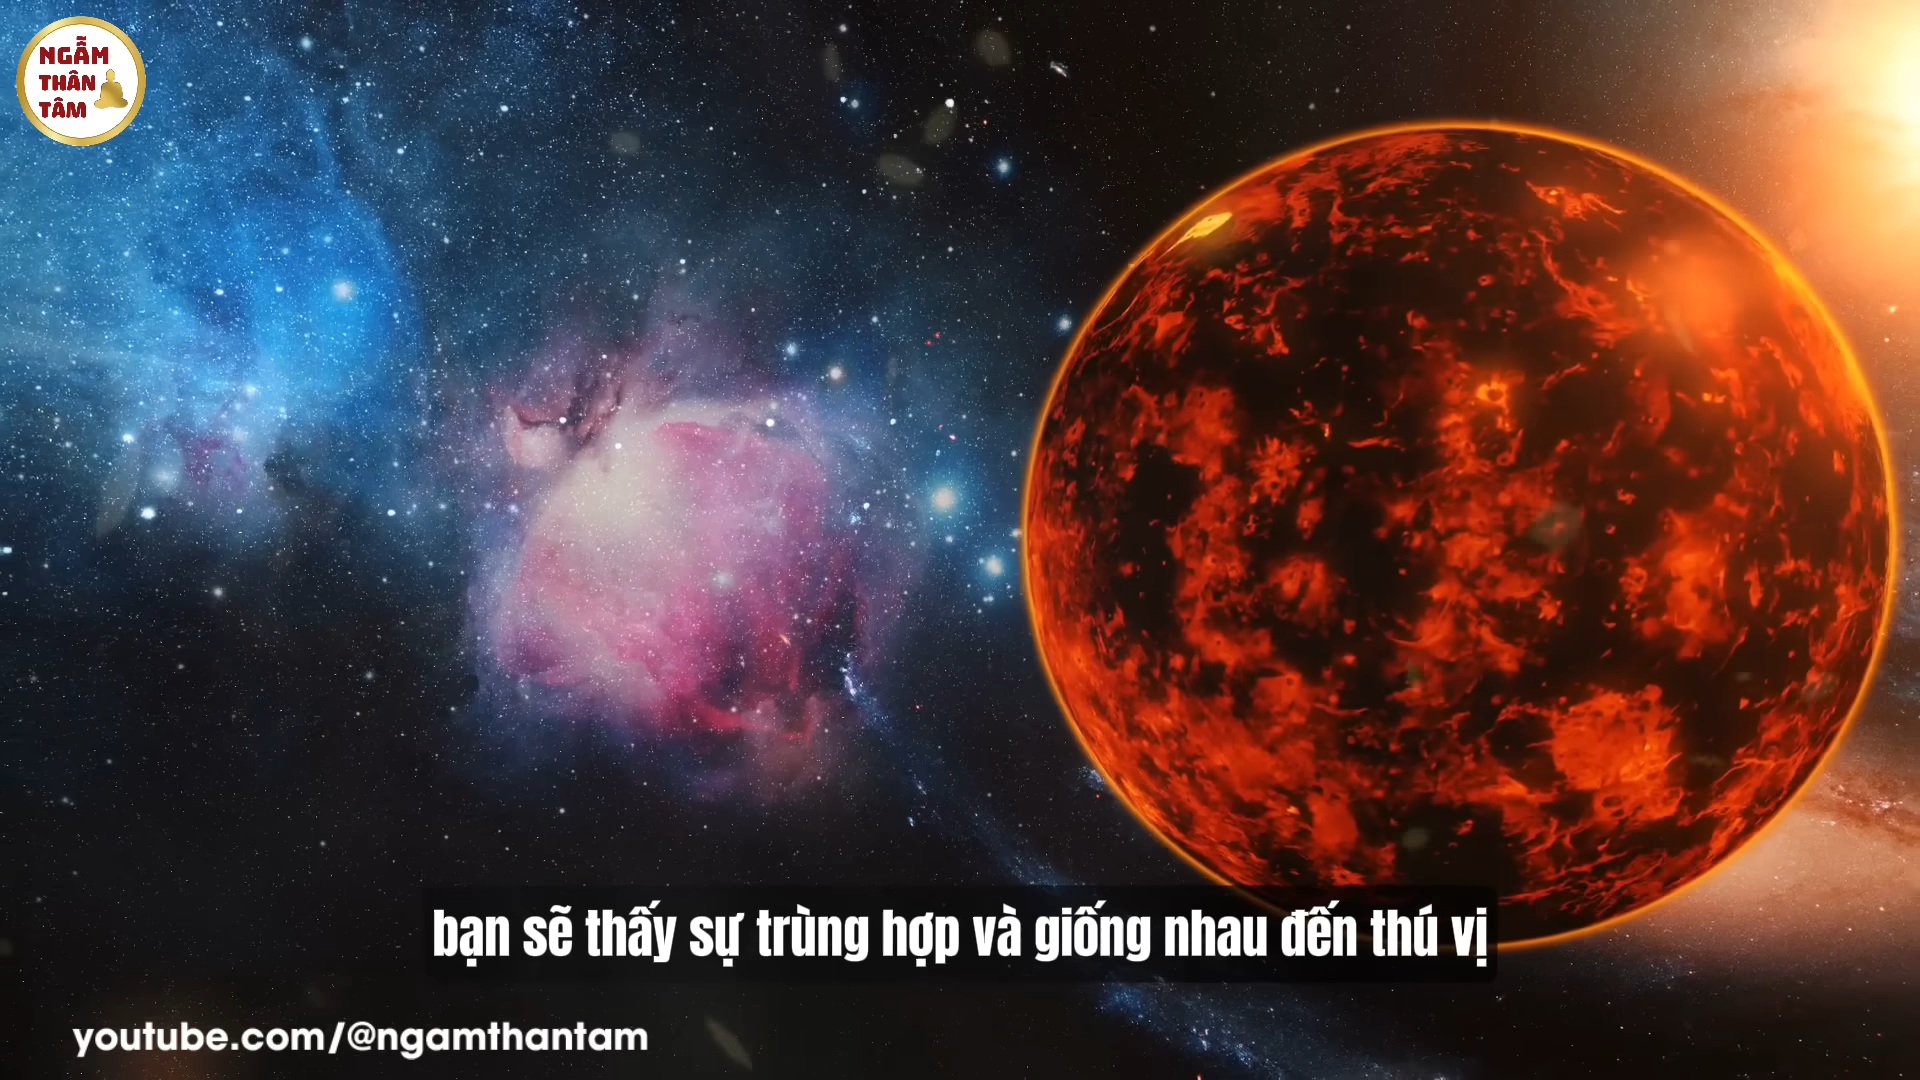 NGẪM
THÂN
TÂM
bạn sẽ thấy sự trùng hợp và giống nhau đến thú vị
youtube.com/@ngamthantam